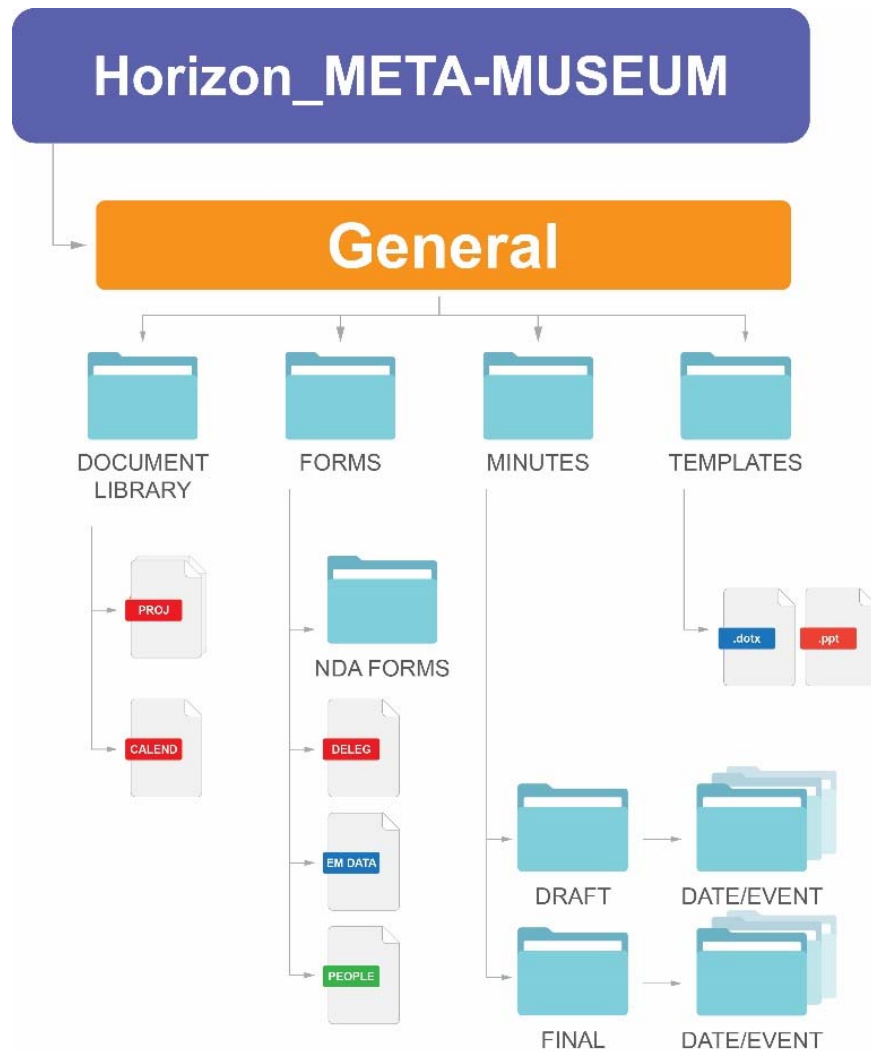 Horizon_META-MUSEUM
General
DOCUMENT
LIBRARY
FORMS
MINUTES
TEMPLATES
PROJ
CALEND
NDA FORMS
DELEG
EM DATA
PEOPLE
DRAFT
DATE/EVENT
FINAL
DATE/EVENT
.dotx
.ppt